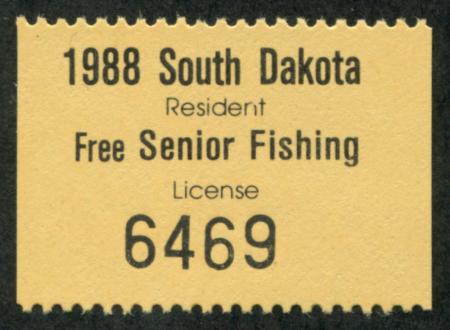 1988 South Dakota
Resident
Free Senior Fishing
License
6469